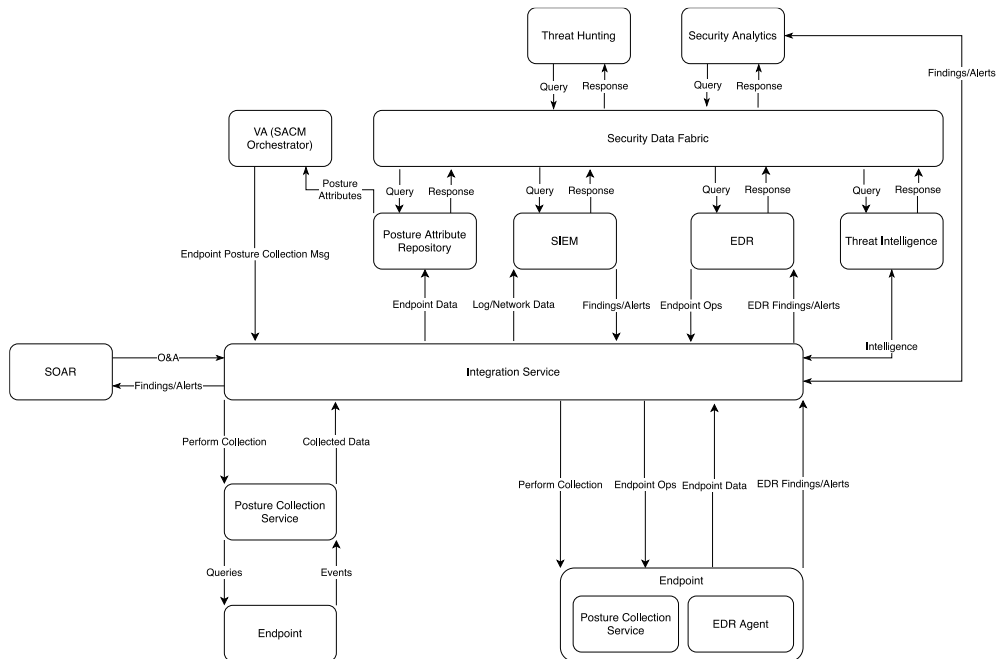 Threat Hunting
Security Analytics
Findings/Alerts
Query
Response
Query
Response
VA (SACM
Orchestrator)
Security Data Fabric
Posture
Attributes
Query
Response
Query
Response
Query
Response
Query
Response
Posture Attribute
Repository
SIEM
EDR
Threat Intelligence
Endpoint Posture Collection Msg
Endpoint Data
Log/Network Data
Findings/Alerts
Endpoint Ops
EDR Findings/Alerts
Intelligence
SOAR
O&A
Findings/Alerts
Integration Service
Perform Collection
Collected Data
Perform Collection
Endpoint Ops
Endpoint Data
EDR Findings/Alerts
Posture Collection
Service
Queries
Events
Endpoint
Endpoint
Posture Collection
Service
EDR Agent